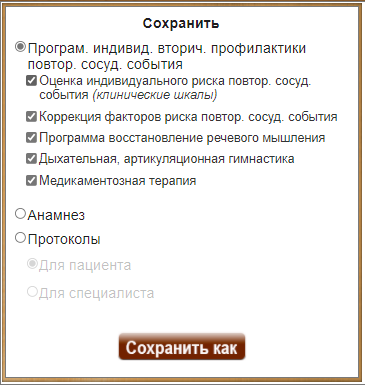 Сохранить
Програм. индивид. вторич. профилактики
повтор. сосуд. события
Оценка индивидуального риска повтор. сосуд.
события (клинические шкалы)
Коррекция факторов риска повтор. сосуд. события
Программа восстановление речевого мышления
Дыхательная, артикуляционная гимнастика
Медикаментозная терапия
Анамнез
Протоколы
Для пациента
Для специалиста
Сохранить как